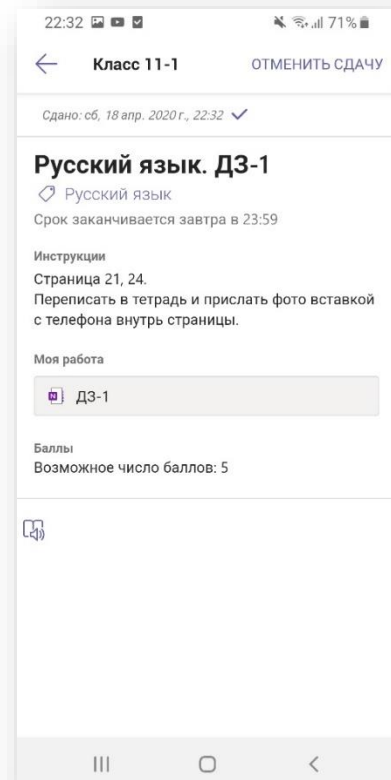 22:32 71%
Класс 11-1 ОТМЕНИТЬ СДАЧУ
Сдано: сб, 18 апр. 2020 г., 22:32
Русский язык. ДЗ-1
Русский язык
Срок заканчивается завтра в 23:59
Инструкции
Страница 21, 24.
Переписать в тетрадь и прислать фото вставкой
с телефона внутрь страницы.
Моя работа
N ДЗ-1
Баллы
Возможное число баллов: 5